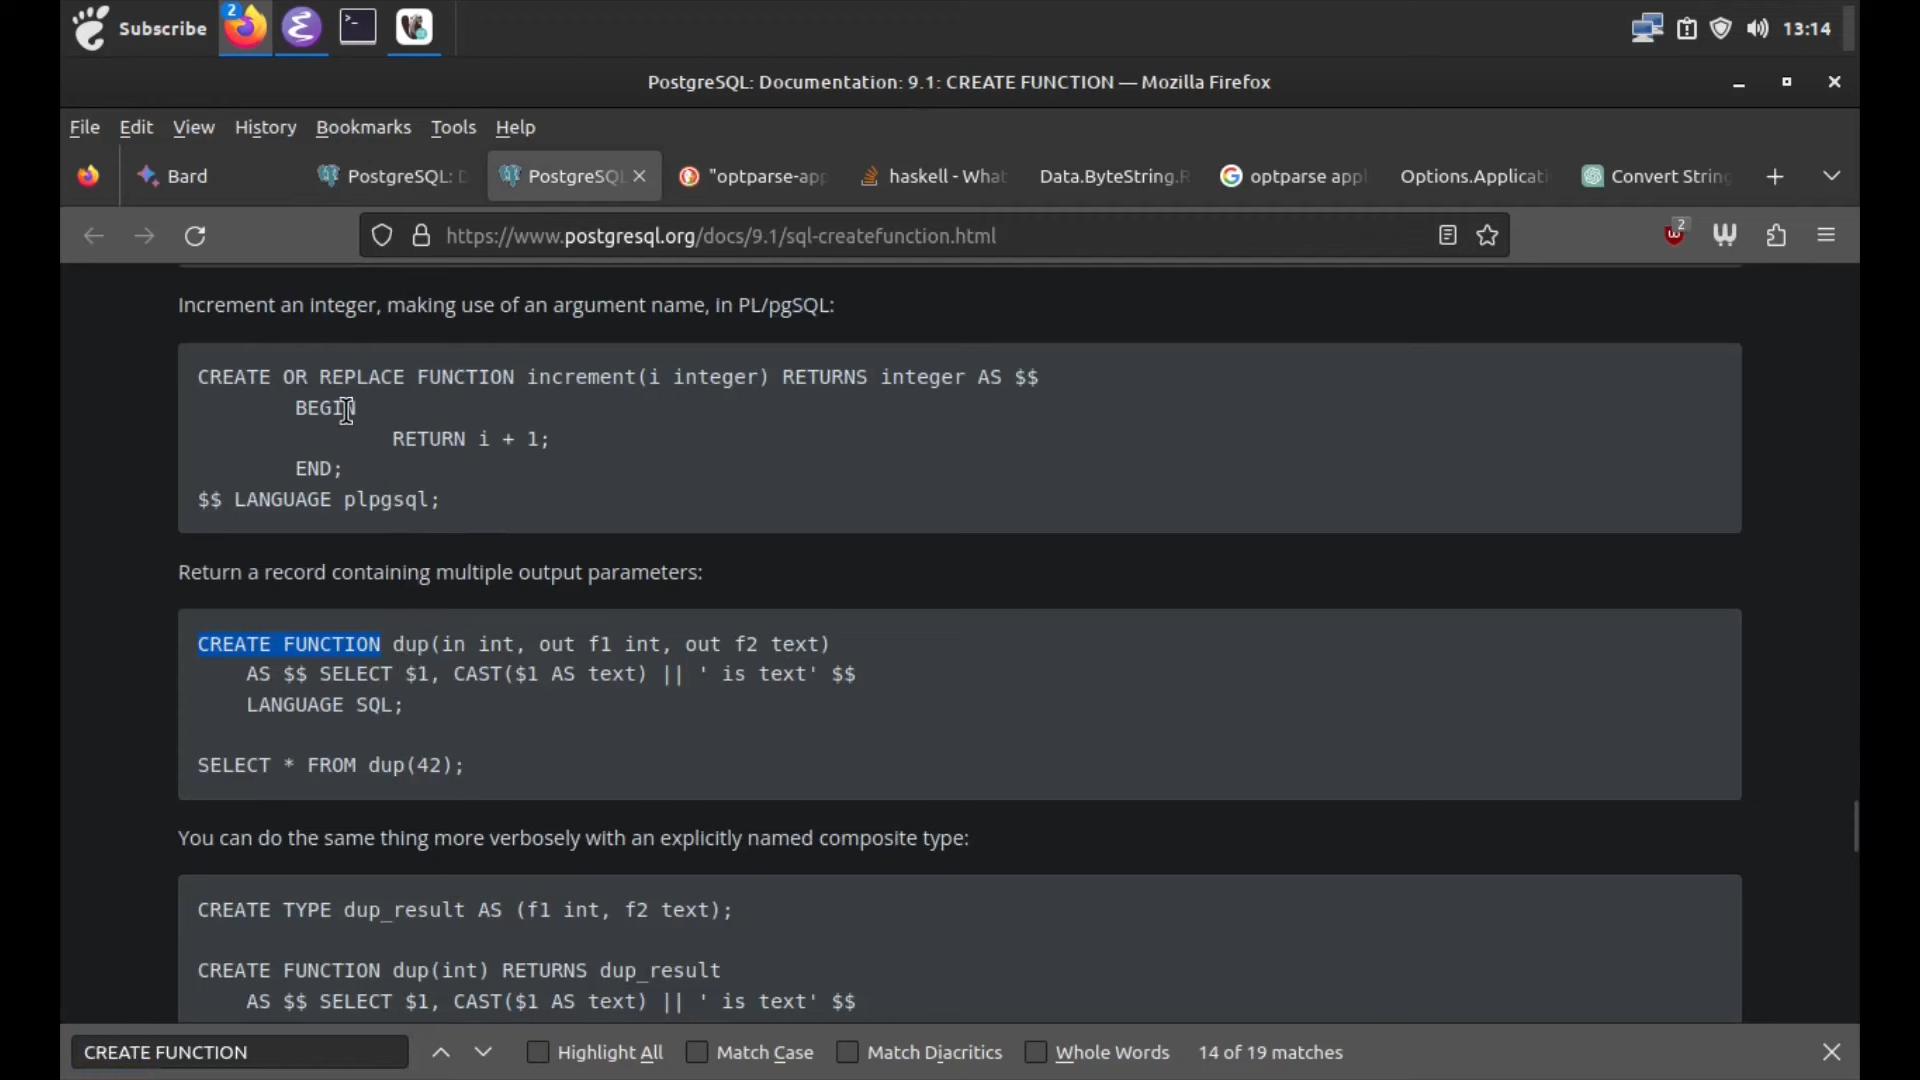 Subscribe
2
13:14
PostgreSQL: Documentation: 9.1: CREATE FUNCTION — Mozilla Firefox
File Edit View History Bookmarks Tools Help
Bard
PostgreSQL: D
PostgreSQL
"optparse-app
haskell - What
Data.ByteString.R
optparse appl
Options.Applicati
Convert String
https://www.postgresql.org/docs/9.1/sql-createfunction.html
2
Increment an integer, making use of an argument name, in PL/pgSQL:
CREATE OR REPLACE FUNCTION increment(i integer) RETURNS integer AS $$
BEGIN
RETURN i + 1;
END;
$$ LANGUAGE plpgsql;
Return a record containing multiple output parameters:
CREATE FUNCTION dup(in int, out f1 int, out f2 text)
AS $$ SELECT $1, CAST($1 AS text) || ' is text' $$
LANGUAGE SQL;
SELECT * FROM dup(42);
You can do the same thing more verbosely with an explicitly named composite type:
CREATE TYPE dup_result AS (f1 int, f2 text);
CREATE FUNCTION dup(int) RETURNS dup_result
AS $$ SELECT $1, CAST($1 AS text) || ' is text' $$
CREATE FUNCTION
Highlight All
Match Case
Match Diacritics
Whole Words
14 of 19 matches